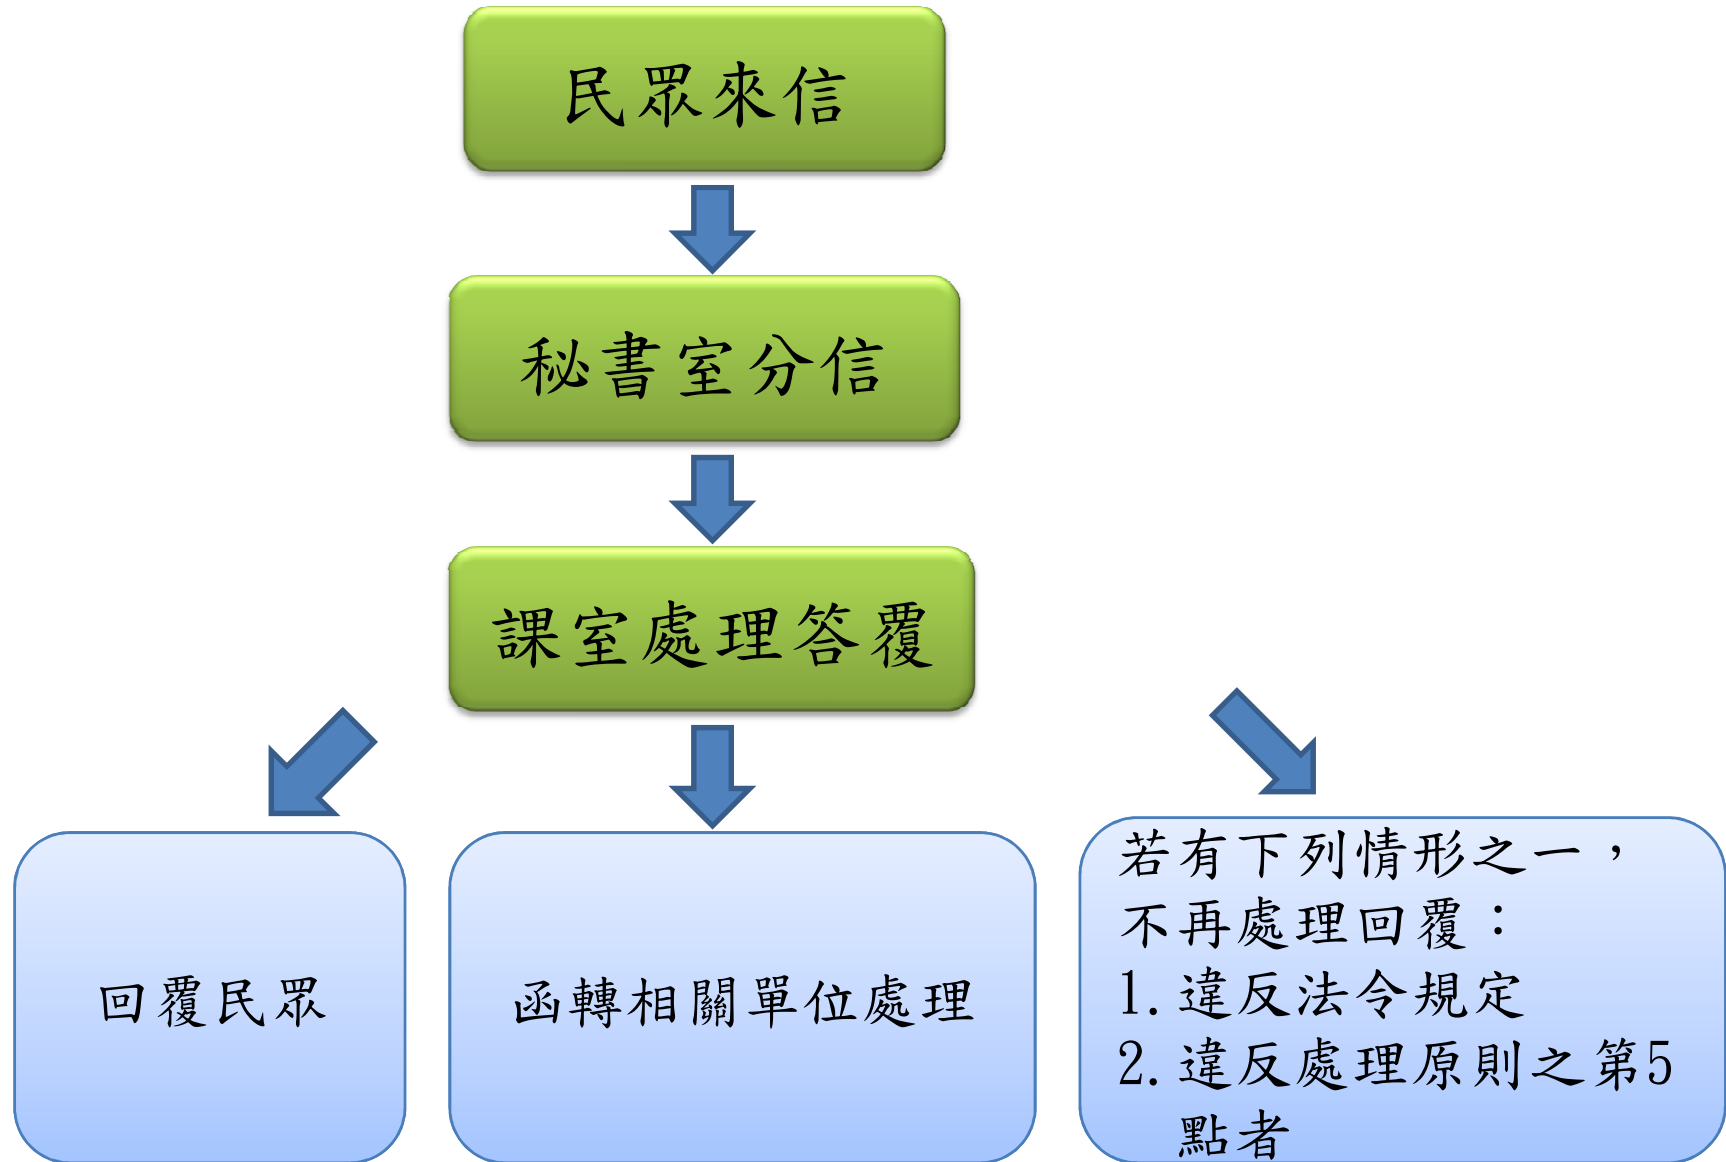 民眾來信
秘書室分信
課室處理答覆
回覆民眾
函轉相關單位處理
若有下列情形之一，
不再處理回覆：
1. 違反法令規定
2. 違反處理原則之第5
點者